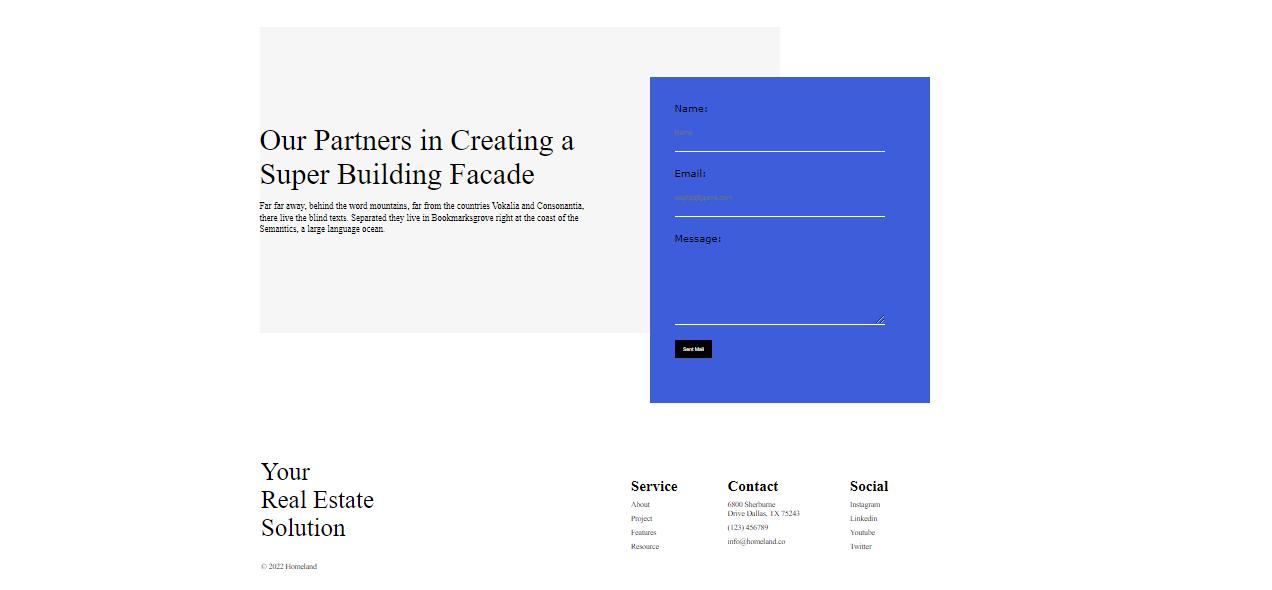 Our Partners in Creating a
Super Building Facade
Far far away, behind the word mountains, far from the countries Vokalia and Consonantia,
there live the blind texts. Separated they live in Bookmarksgrove right at the coast of the
Semantics, a large language ocean.
Name:
Name
Email:
Message:
Sent Mail
Your
Real Estate
Solution
© 2022 Homeland
Service
About
Project
Features
Resource
Contact
6800 Sherburne
Drive Dallas, TX 75243
(123) 456789
info@homeland.co
Social
Instagram
Linkedin
Youtube
Twitter